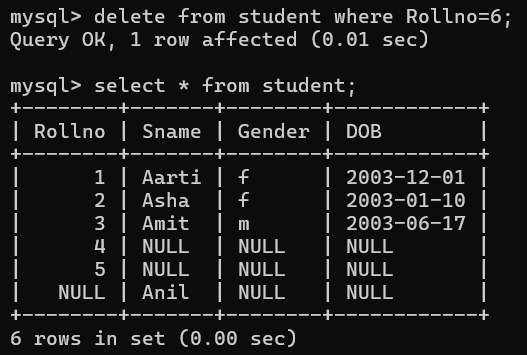 mysql> delete from student where Rollno=6;
Query OK, 1 row affected (0.01 sec)

mysql> select * from student;
+--------+-------+--------+------------+
| Rollno | Sname | Gender | DOB        |
+--------+-------+--------+------------+
|      1 | Aarti | f      | 2003-12-01 |
|      2 | Asha  | f      | 2003-01-10 |
|      3 | Amit  | m      | 2003-06-17 |
|      4 | NULL  | NULL   | NULL       |
|      5 | NULL  | NULL   | NULL       |
|   NULL | Anil  | NULL   | NULL       |
+--------+-------+--------+------------+
6 rows in set (0.00 sec)